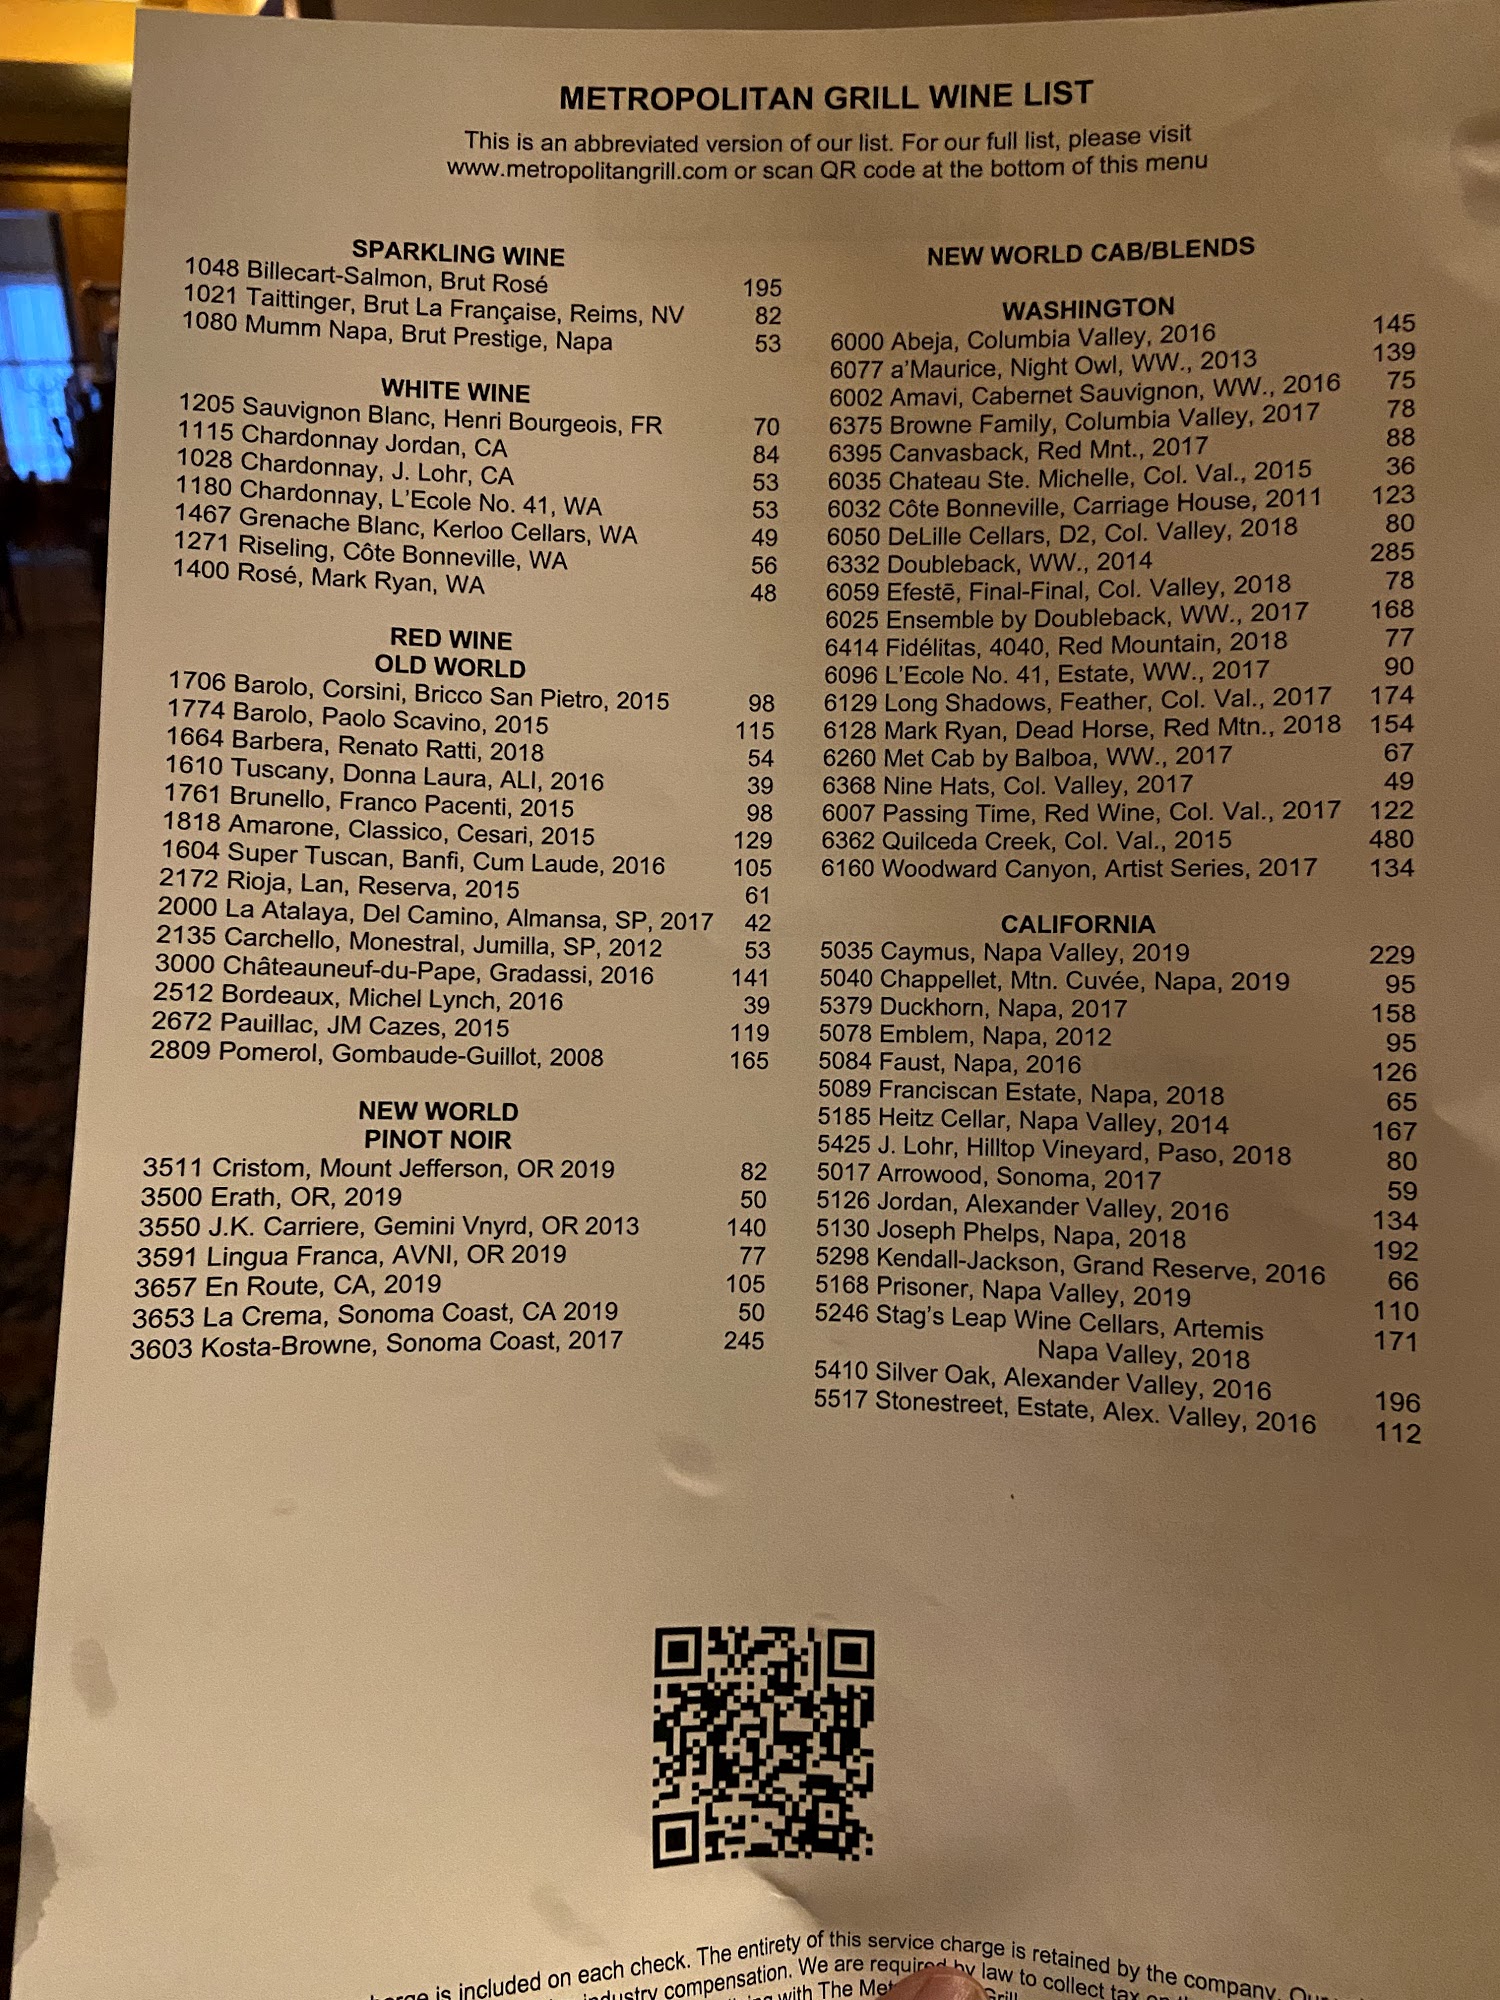 METROPOLITAN GRILL WINE LIST
This is an abbreviated version of our list. For our full list, please visit
www.metropolitangrill.com or scan QR code at the bottom of this menu
SPARKLING WINE
1048 Billecart-Salmon, Brut Rosé 195
1021 Taittinger, Brut La Française, Reims, NV 82
1080 Mumm Napa, Brut Prestige, Napa 53
WHITE WINE
1205 Sauvignon Blanc, Henri Bourgeois, FR 70
1115 Chardonnay Jordan, CA 84
1028 Chardonnay, J. Lohr, CA 53
1180 Chardonnay, L'Ecole No. 41, WA 53
1467 Grenache Blanc, Kerloo Cellars, WA 49
1271 Riseling, Côte Bonneville, WA 56
1400 Rosé, Mark Ryan, WA 48
RED WINE
OLD WORLD
1706 Barolo, Corsini, Bricco San Pietro, 2015 98
1774 Barolo, Paolo Scavino, 2015 115
1664 Barbera, Renato Ratti, 2018 54
1610 Tuscany, Donna Laura, ALI, 2016 39
1761 Brunello, Franco Pacenti, 2015 98
1818 Amarone, Classico, Cesari, 2015 129
1604 Super Tuscan, Banfi, Cum Laude, 2016 105
2172 Rioja, Lan, Reserva, 2015 61
2000 La Atalaya, Del Camino, Almansa, SP, 2017 42
2135 Carchello, Monestral, Jumilla, SP, 2012 53
3000 Châteauneuf-du-Pape, Gradassi, 2016 141
2512 Bordeaux, Michel Lynch, 2016 39
2672 Pauillac, JM Cazes, 2015 119
2809 Pomerol, Gombaude-Guillot, 2008 165
NEW WORLD
PINOT NOIR
3511 Cristom, Mount Jefferson, OR 2019 82
3500 Erath, OR, 2019 50
3550 J.K. Carriere, Gemini Vnyrd, OR 2013 140
3591 Lingua Franca, AVNI, OR 2019 77
3657 En Route, CA, 2019 105
3653 La Crema, Sonoma Coast, CA 2019 50
3603 Kosta-Browne, Sonoma Coast, 2017 245
NEW WORLD CAB/BLENDS
WASHINGTON
6000 Abeja, Columbia Valley, 2016 145
6077 a'Maurice, Night Owl, WW., 2013 139
6002 Amavi, Cabernet Sauvignon, WW., 2016 75
6375 Browne Family, Columbia Valley, 2017 78
6395 Canvasback, Red Mnt., 2017 88
6035 Chateau Ste. Michelle, Col. Val., 2015 36
6032 Côte Bonneville, Carriage House, 2011 123
6050 DeLille Cellars, D2, Col. Valley, 2018 80
6332 Doubleback, WW., 2014 285
6059 Efestē, Final-Final, Col. Valley, 2018 78
6025 Ensemble by Doubleback, WW., 2017 168
6414 Fidélitas, 4040, Red Mountain, 2018 77
6096 L'Ecole No. 41, Estate, WW., 2017 90
6129 Long Shadows, Feather, Col. Val., 2017 174
6128 Mark Ryan, Dead Horse, Red Mtn., 2018 154
6260 Met Cab by Balboa, WW., 2017 67
6368 Nine Hats, Col. Valley, 2017 49
6007 Passing Time, Red Wine, Col. Val., 2017 122
6362 Quilceda Creek, Col. Val., 2015 480
6160 Woodward Canyon, Artist Series, 2017 134
CALIFORNIA
5035 Caymus, Napa Valley, 2019 229
5040 Chappellet, Mtn. Cuvée, Napa, 2019 95
5379 Duckhorn, Napa, 2017 158
5078 Emblem, Napa, 2012 95
5084 Faust, Napa, 2016 126
5089 Franciscan Estate, Napa, 2018 65
5185 Heitz Cellar, Napa Valley, 2014 167
5425 J. Lohr, Hilltop Vineyard, Paso, 2018 80
5017 Arrowood, Sonoma, 2017 59
5126 Jordan, Alexander Valley, 2016 134
5130 Joseph Phelps, Napa, 2018 192
5298 Kendall-Jackson, Grand Reserve, 2016 66
5168 Prisoner, Napa Valley, 2019 110
5246 Stag's Leap Wine Cellars, Artemis 171
Napa Valley, 2018
5410 Silver Oak, Alexander Valley, 2016 196
5517 Stonestreet, Estate, Alex. Valley, 2016 112
is included on each check. The entirety of this service charge is retained by the company.
industry compensation. We are required by law to collect tax
with The Met